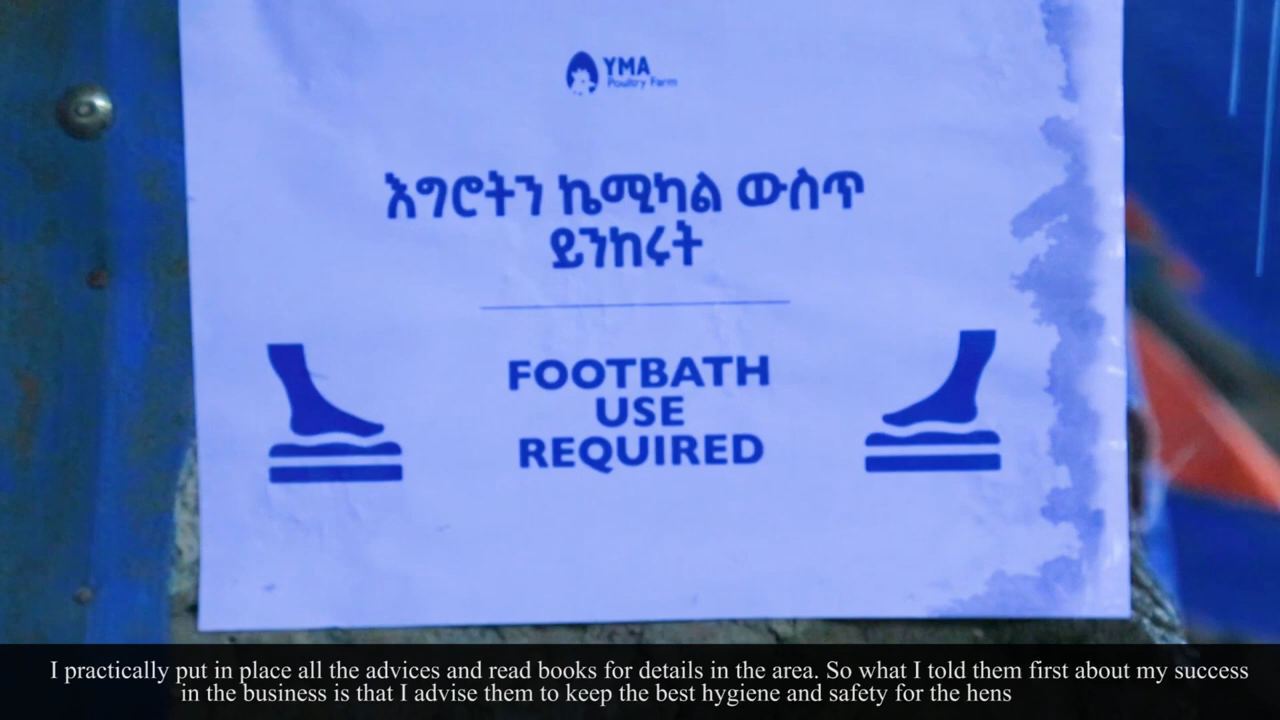 YMA
Poultry Farm
እግሮትን ኬሚካል ውስጥ
ይንከሩት
FOOTBATH
USE
REQUIRED
I practically put in place all the advices and read books for details in the area. So what I told them first about my success
in the business is that I advise them to keep the best hygiene and safety for the hens